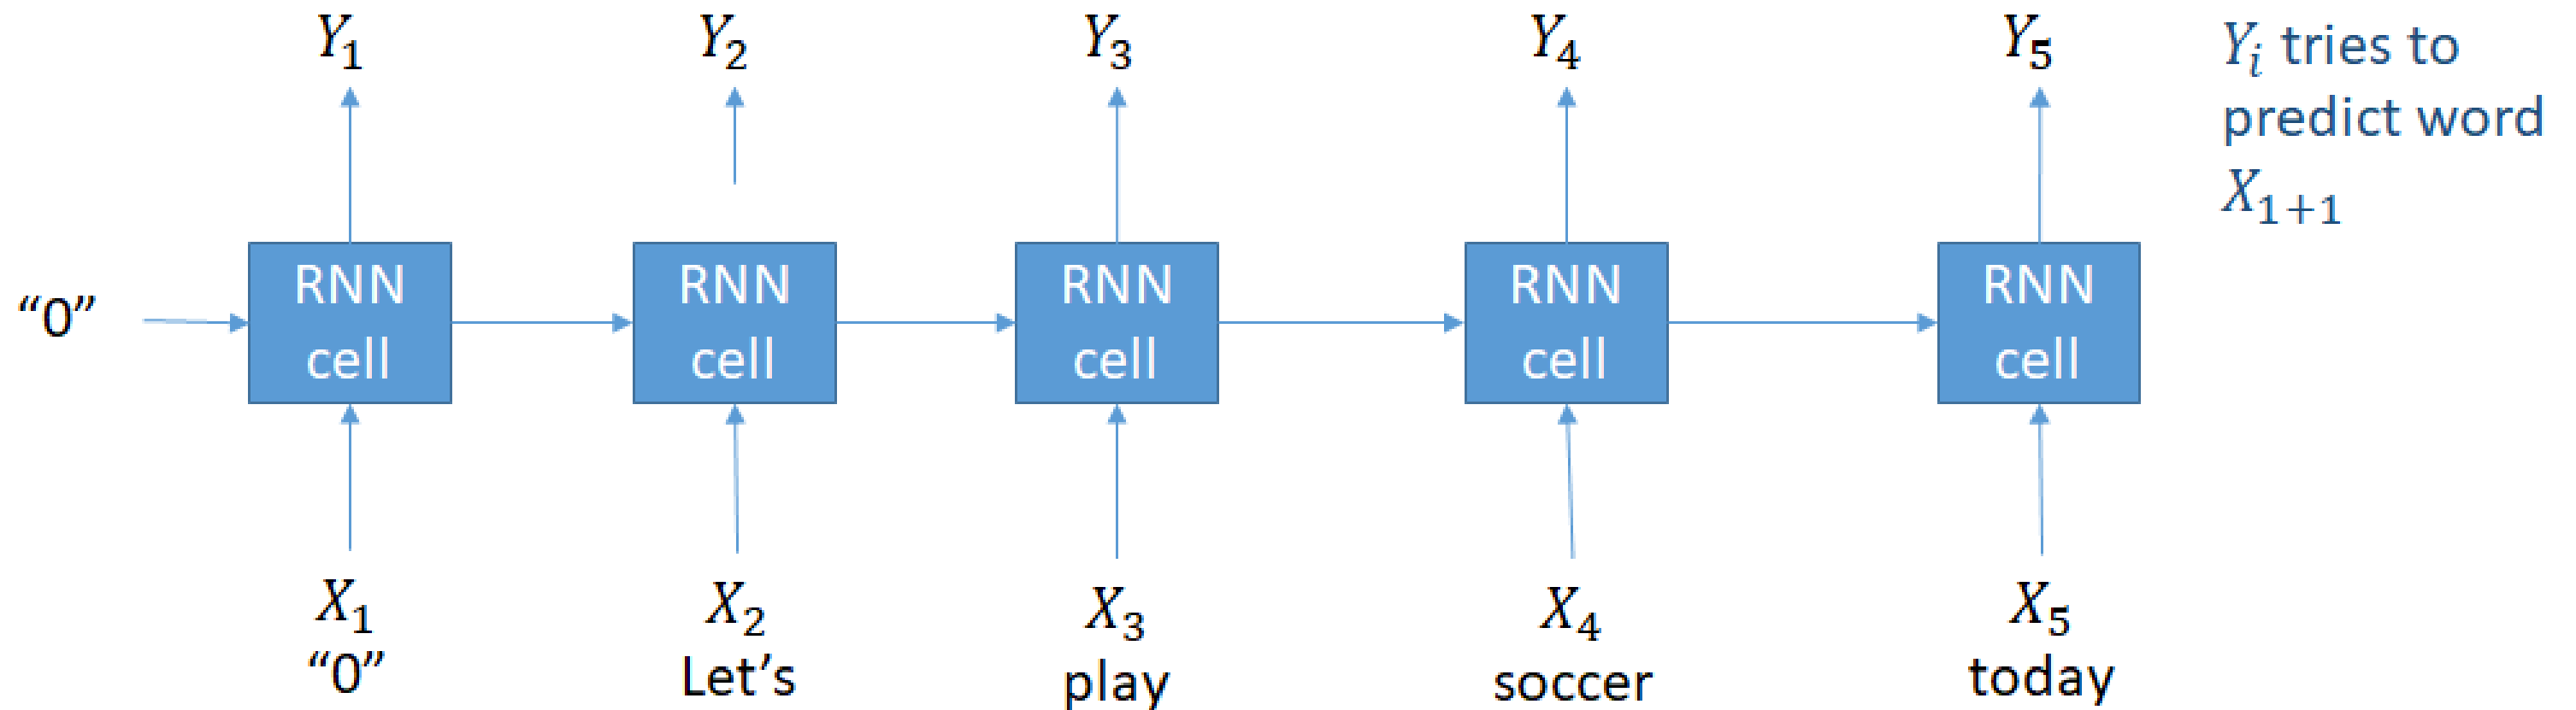 Y₁ Y₂ Y₃ Y₄ Y₅
Yᵢ tries to
predict word
X₁₊₁
“0”
RNN cell
RNN cell
RNN cell
RNN cell
RNN cell
X₁ X₂ X₃ X₄ X₅
“0” Let’s play soccer today